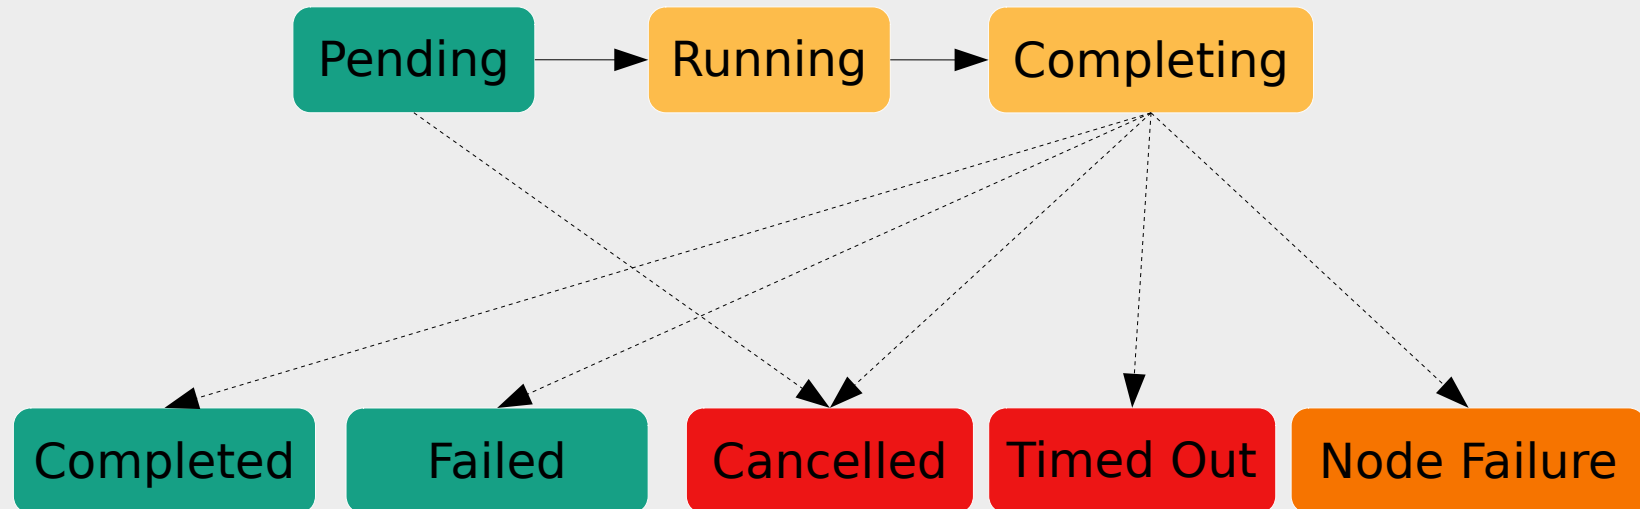 Pending
Running
Completing
Completed
Failed
Cancelled
Timed Out
Node Failure